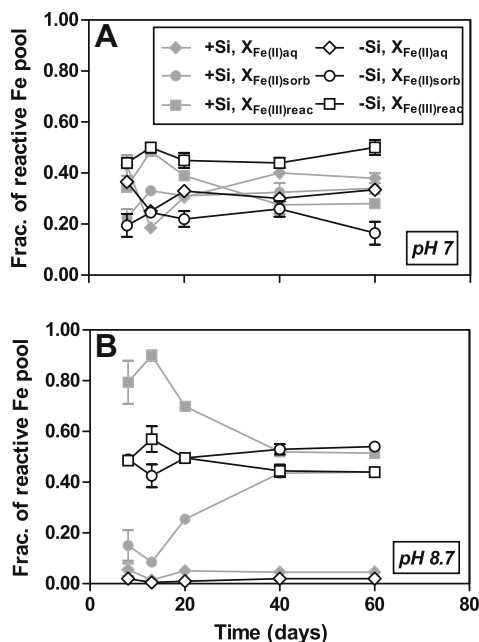 A
+Si, XFe(II)aq
-Si, XFe(II)aq
+Si, XFe(II)sorb
-Si, XFe(II)sorb
+Si, XFe(III)reac
-Si, XFe(III)reac
Frac. of reactive Fe pool
1.00
0.80
0.60
0.40
0.20
0.00
pH 7
B
Frac. of reactive Fe pool
1.00
0.80
0.60
0.40
0.20
0.00
pH 8.7
0 20 40 60 80
Time (days)